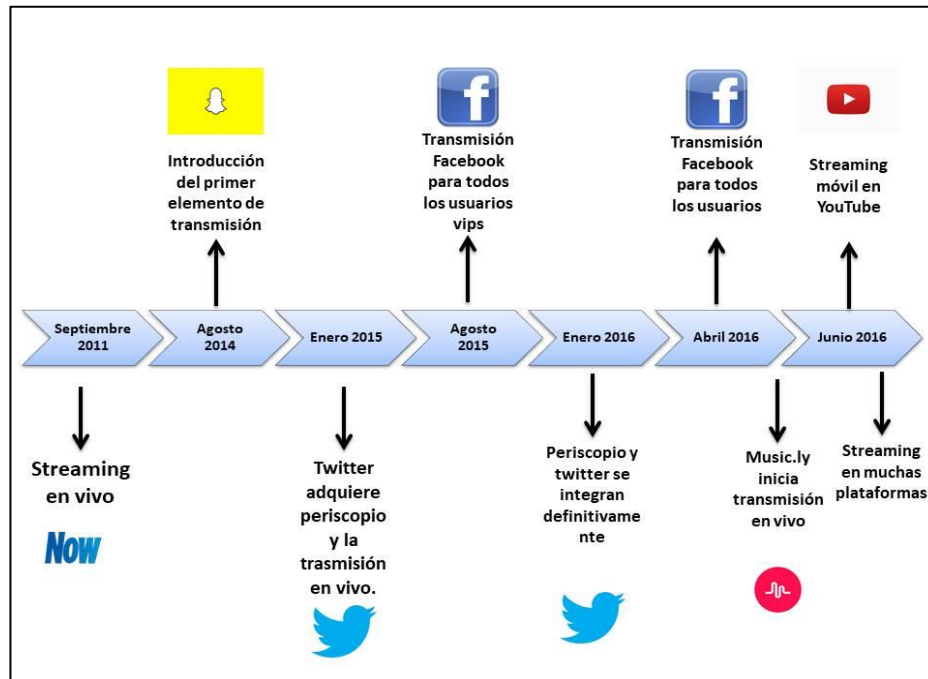 Introducción
del primer
elemento de
transmisión
f
Transmisión
Facebook
para todos
los usuarios
vips
f
Transmisión
Facebook
para todos
los usuarios
Streaming
móvil en
YouTube
Septiembre
2011
Agosto
2014
Enero 2015
Agosto
2015
Enero 2016
Abril 2016
Junio 2016
Streaming
en vivo
Now
Twitter
adquiere
periscopio
y la
trasmisión
en vivo.
Periscopio y
twitter se
integran
definitivame
nte
Music.ly
inicia
transmisión
en vivo
Streaming
en muchas
plataformas